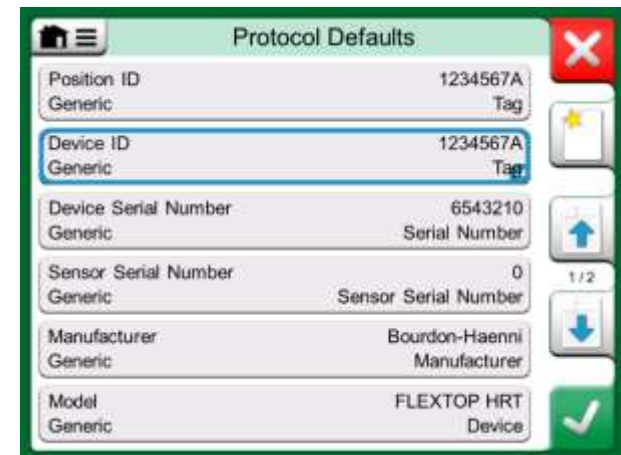 Protocol Defaults
Position ID 1234567A
Generic Tag
Device ID 1234567A
Generic Tag
Device Serial Number 6543210
Generic Serial Number
Sensor Serial Number 0
Generic Sensor Serial Number
1/2
Manufacturer Bourdon-Haenni
Generic Manufacturer
Model FLEXTOP HRT
Generic Device